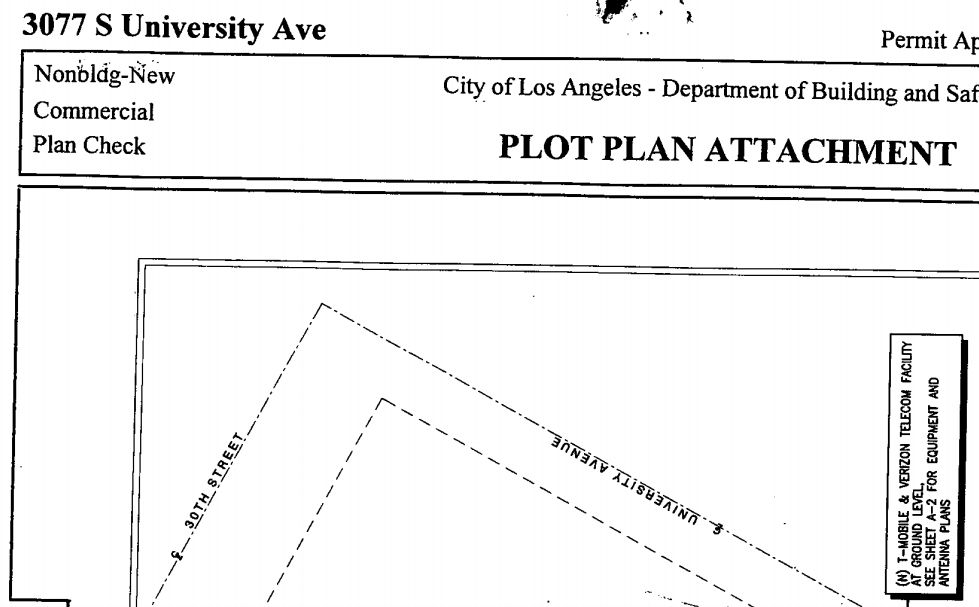 3077 S University Ave
Permit Ap
Nonbldg-New
City of Los Angeles - Department of Building and Saf
Commercial
Plan Check
PLOT PLAN ATTACHMENT
℄ 30TH STREET
UNIVERSITY AVENUE ℄
(N) T-MOBILE & VERIZON TELECOM FACILITY
AT GROUND LEVEL,
SEE SHEET A-2 FOR EQUIPMENT AND
ANTENNA PLANS